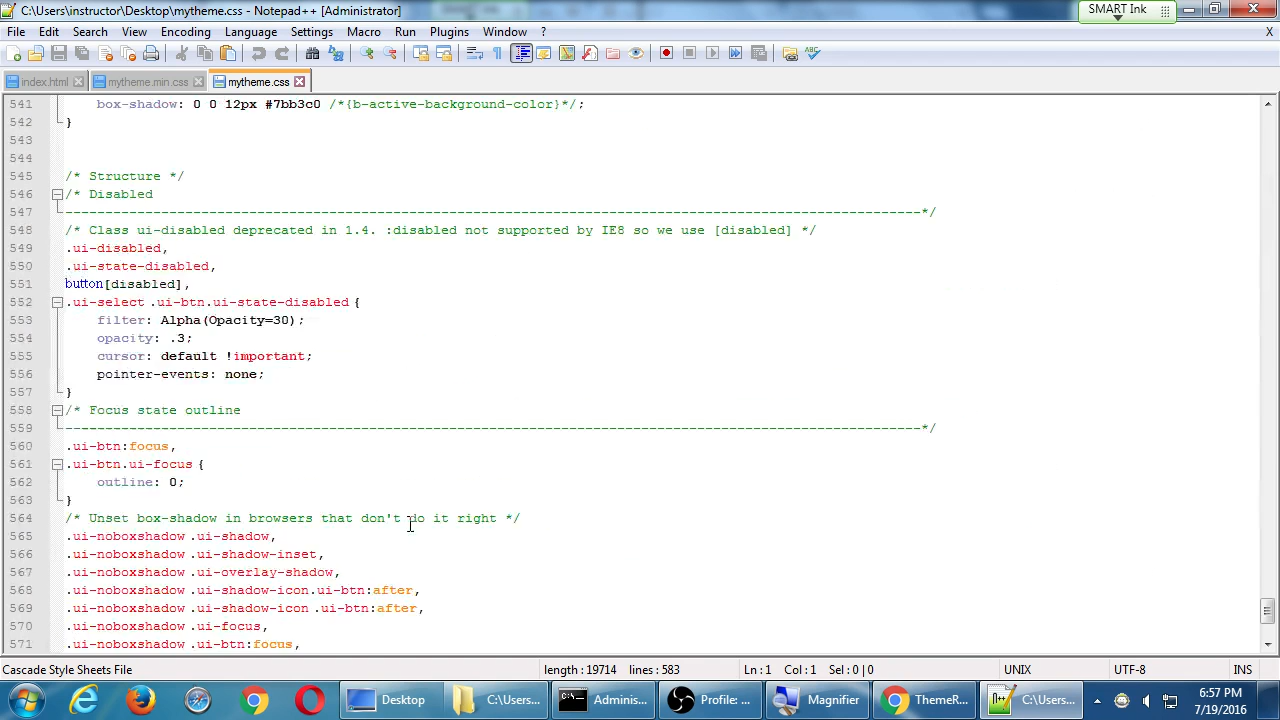 C:\Users\instructor\Desktop\mytheme.css - Notepad++ [Administrator]
SMART Ink
File Edit Search View Encoding Language Settings Macro Run Plugins Window ?
X
index.html mytheme.min.css mytheme.css
541 box-shadow: 0 0 12px #7bb3c0 /*{b-active-background-color}*/;
542 }
543
544
545 /* Structure */
546 /* Disabled
547 -----------------------------------------------------------------------------------------------------------*/
548 /* Class ui-disabled deprecated in 1.4. :disabled not supported by IE8 so we use [disabled] */
549 .ui-disabled,
550 .ui-state-disabled,
551 button[disabled],
552 .ui-select .ui-btn.ui-state-disabled {
553 filter: Alpha(Opacity=30);
554 opacity: .3;
555 cursor: default !important;
556 pointer-events: none;
557 }
558 /* Focus state outline
559 -----------------------------------------------------------------------------------------------------------*/
560 .ui-btn:focus,
561 .ui-btn.ui-focus {
562 outline: 0;
563 }
564 /* Unset box-shadow in browsers that don't do it right */
565 .ui-noboxshadow .ui-shadow,
566 .ui-noboxshadow .ui-shadow-inset,
567 .ui-noboxshadow .ui-overlay-shadow,
568 .ui-noboxshadow .ui-shadow-icon.ui-btn:after,
569 .ui-noboxshadow .ui-shadow-icon .ui-btn:after,
570 .ui-noboxshadow .ui-focus,
571 .ui-noboxshadow .ui-btn:focus,
Cascade Style Sheets File length : 19714 lines : 583 Ln : 1 Col : 1 Sel : 0 | 0 UNIX UTF-8 INS
Desktop C:\Users... Adminis... Profile: ... Magnifier ThemeR... C:\Users... 6:57 PM
7/19/2016